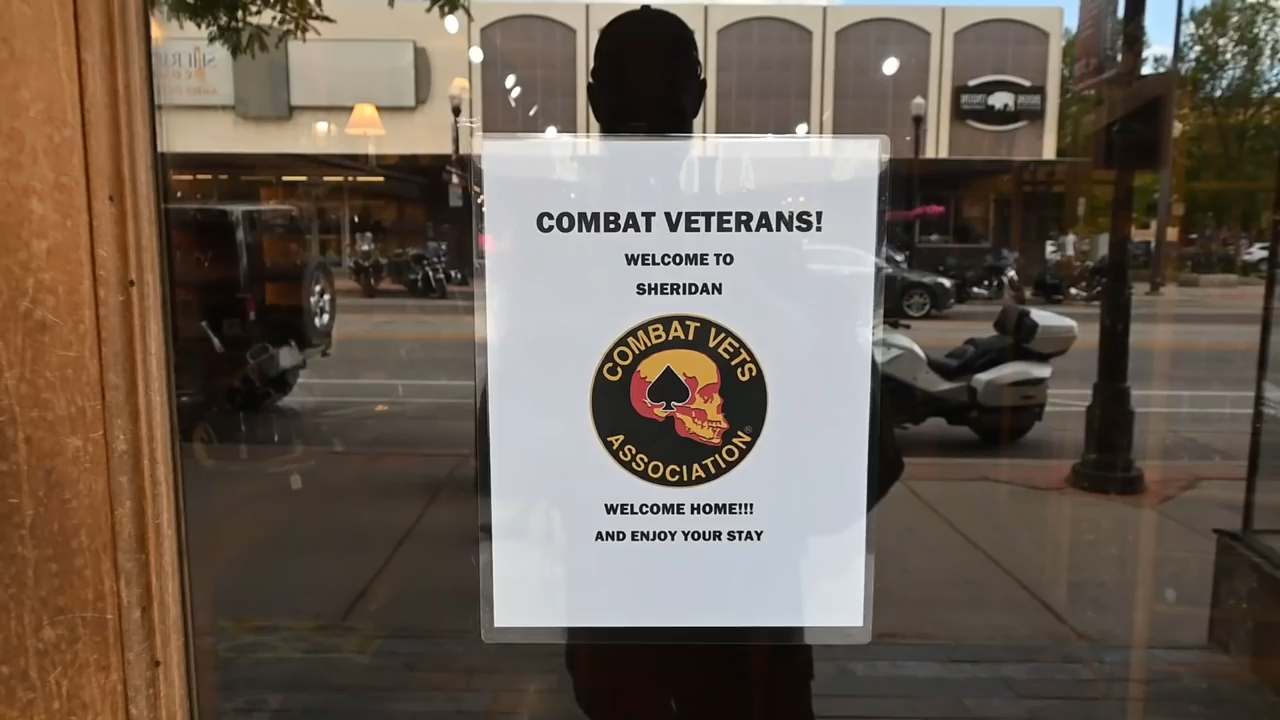 COMBAT VETERANS!
WELCOME TO
SHERIDAN
COMBAT VETS
ASSOCIATION®
WELCOME HOME!!!
AND ENJOY YOUR STAY